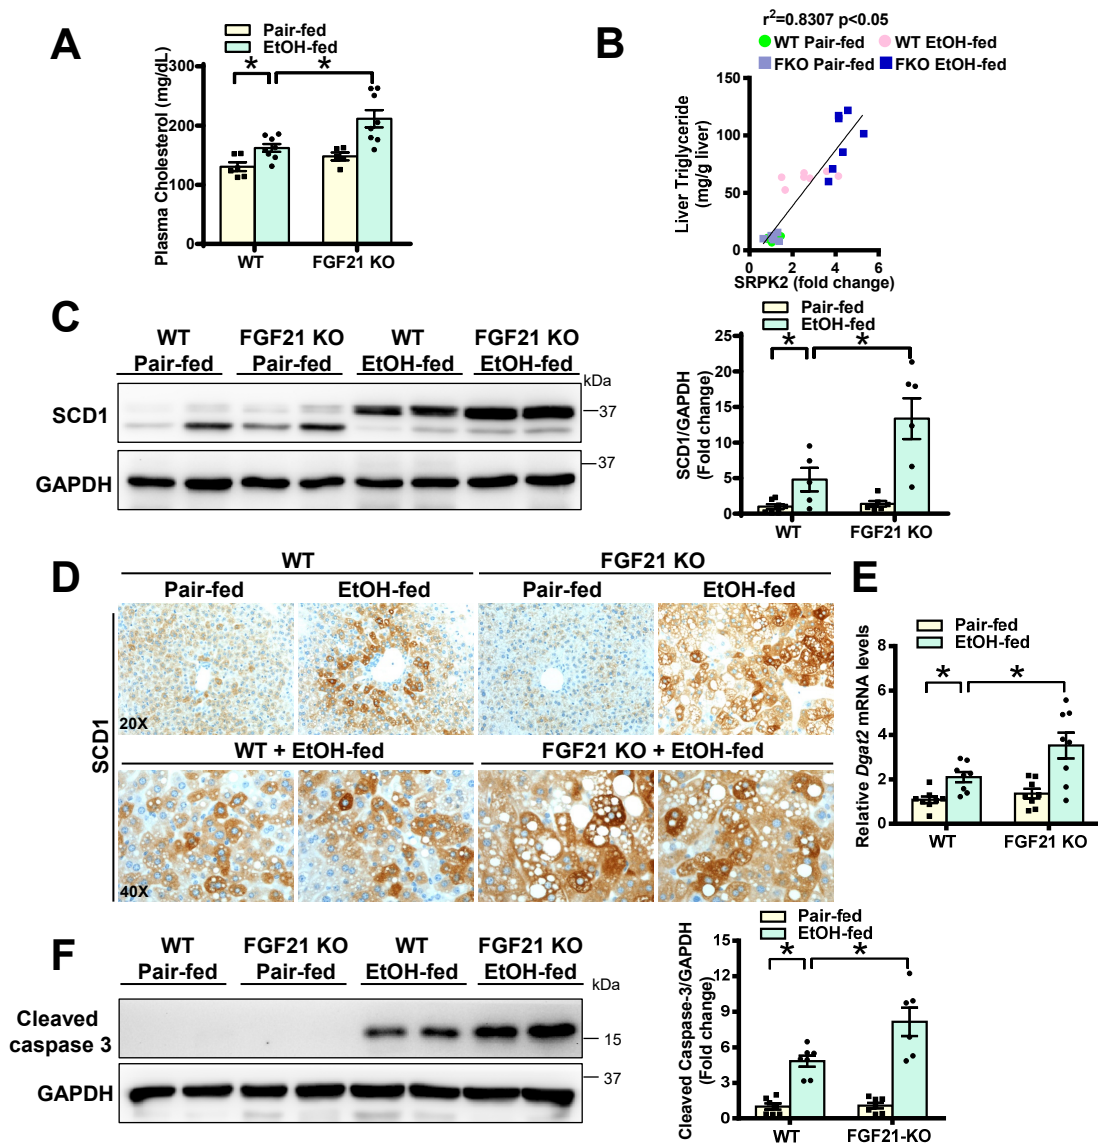 A
Pair-fed
EtOH-fed
Plasma Cholesterol (mg/dL)
300
200
100
0
*
*
WT
FGF21 KO
B
r²=0.8307 p<0.05
WT Pair-fed
WT EtOH-fed
FKO Pair-fed
FKO EtOH-fed
Liver Triglyceride
(mg/g liver)
150
100
50
0
0
2
4
6
SRPK2 (fold change)
C
WT
Pair-fed
FGF21 KO
Pair-fed
WT
EtOH-fed
FGF21 KO
EtOH-fed
kDa
SCD1
37
GAPDH
37
Pair-fed
EtOH-fed
SCD1/GAPDH
(Fold change)
25
20
15
10
5
0
*
*
WT
FGF21 KO
D
WT
FGF21 KO
Pair-fed
EtOH-fed
Pair-fed
EtOH-fed
SCD1
20X
WT + EtOH-fed
FGF21 KO + EtOH-fed
40X
E
Pair-fed
EtOH-fed
Relative Dgat2 mRNA levels
8
6
4
2
0
*
*
WT
FGF21 KO
F
WT
Pair-fed
FGF21 KO
Pair-fed
WT
EtOH-fed
FGF21 KO
EtOH-fed
kDa
Cleaved
caspase 3
15
GAPDH
37
Pair-fed
EtOH-fed
Cleaved Caspase-3/GAPDH
(Fold change)
15
12
9
6
3
0
*
*
WT
FGF21-KO